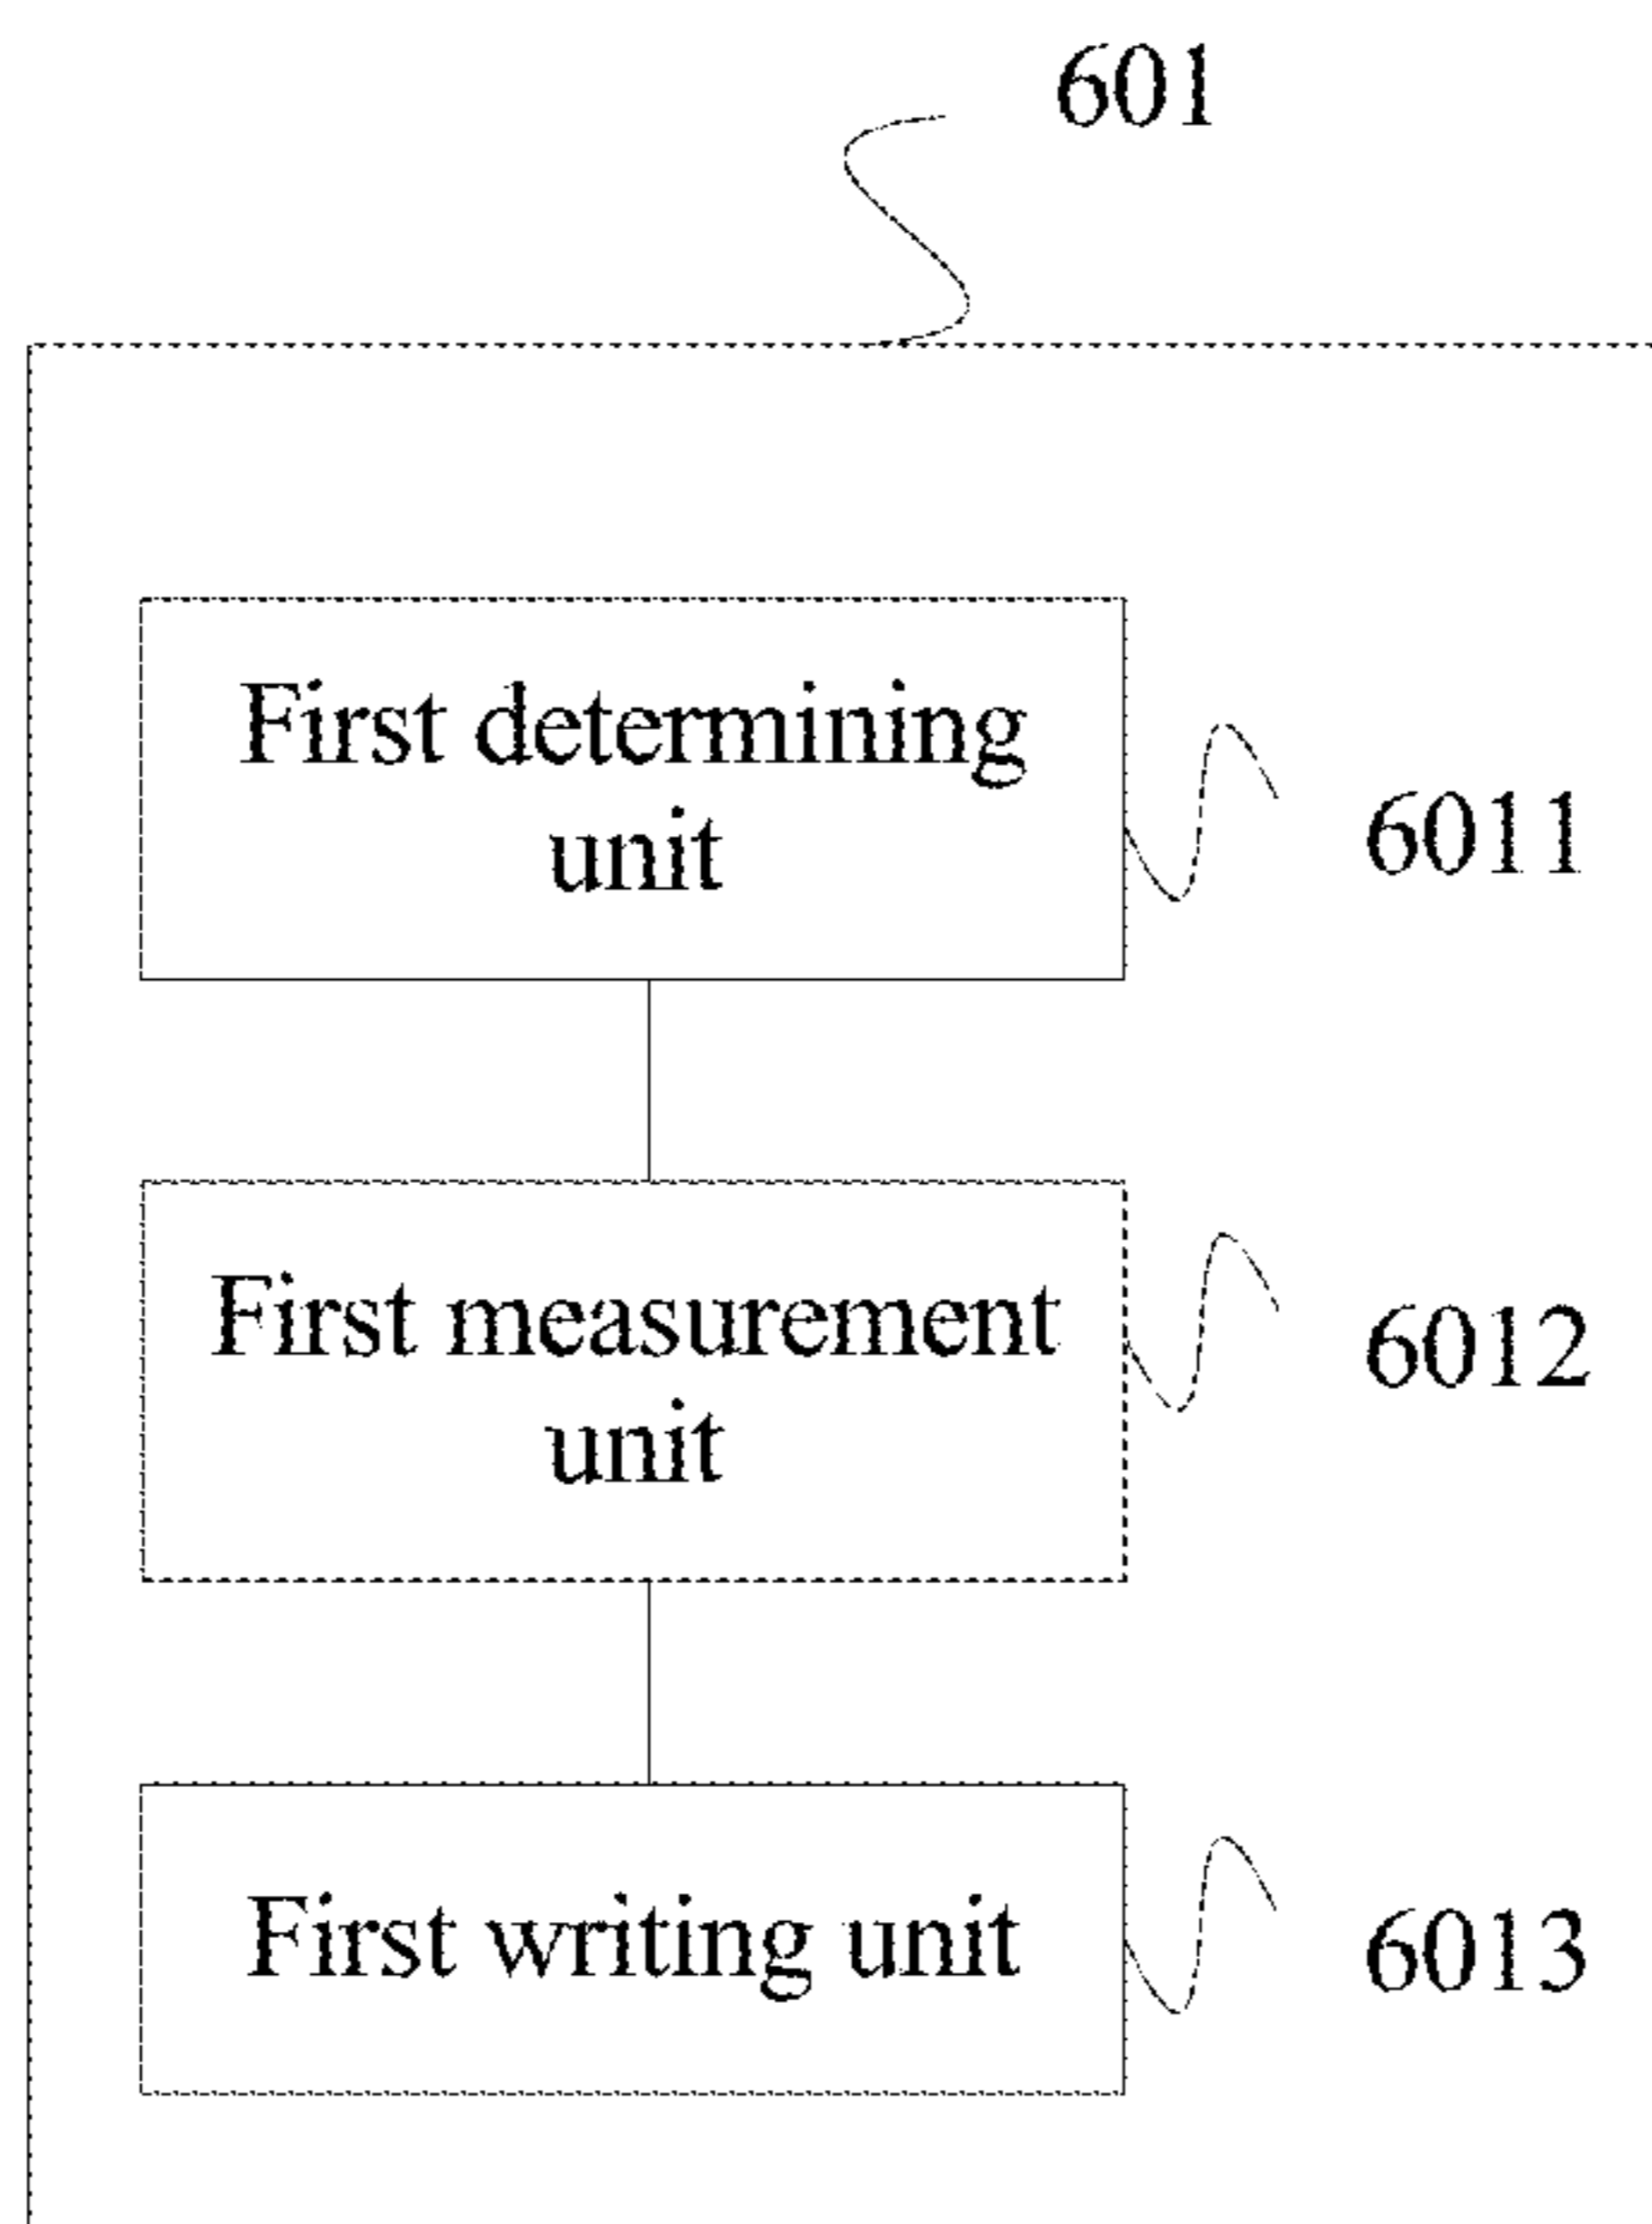 601
First determining
unit
6011
First measurement
unit
6012
First writing unit
6013